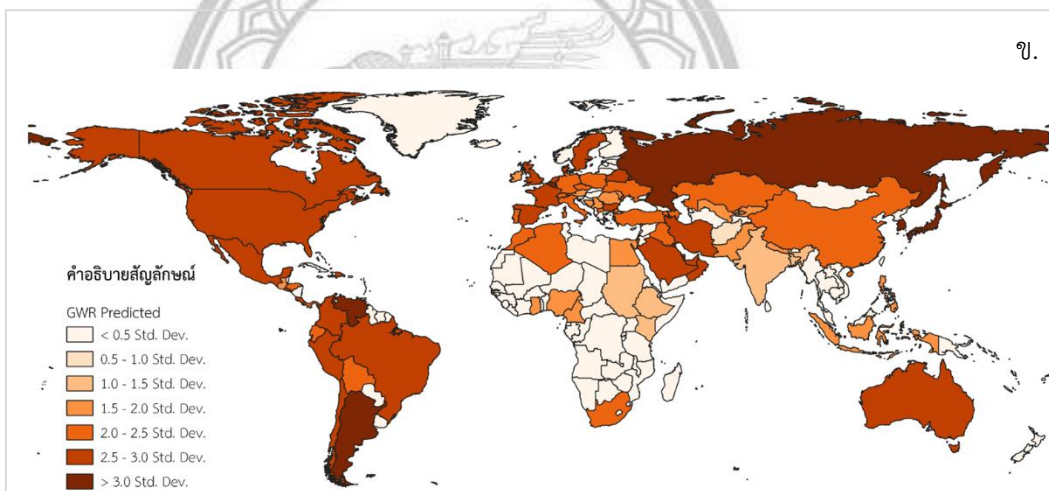 ข.
คำอธิบายสัญลักษณ์
GWR Predicted
< 0.5 Std. Dev.
0.5 - 1.0 Std. Dev.
1.0 - 1.5 Std. Dev.
1.5 - 2.0 Std. Dev.
2.0 - 2.5 Std. Dev.
2.5 - 3.0 Std. Dev.
> 3.0 Std. Dev.